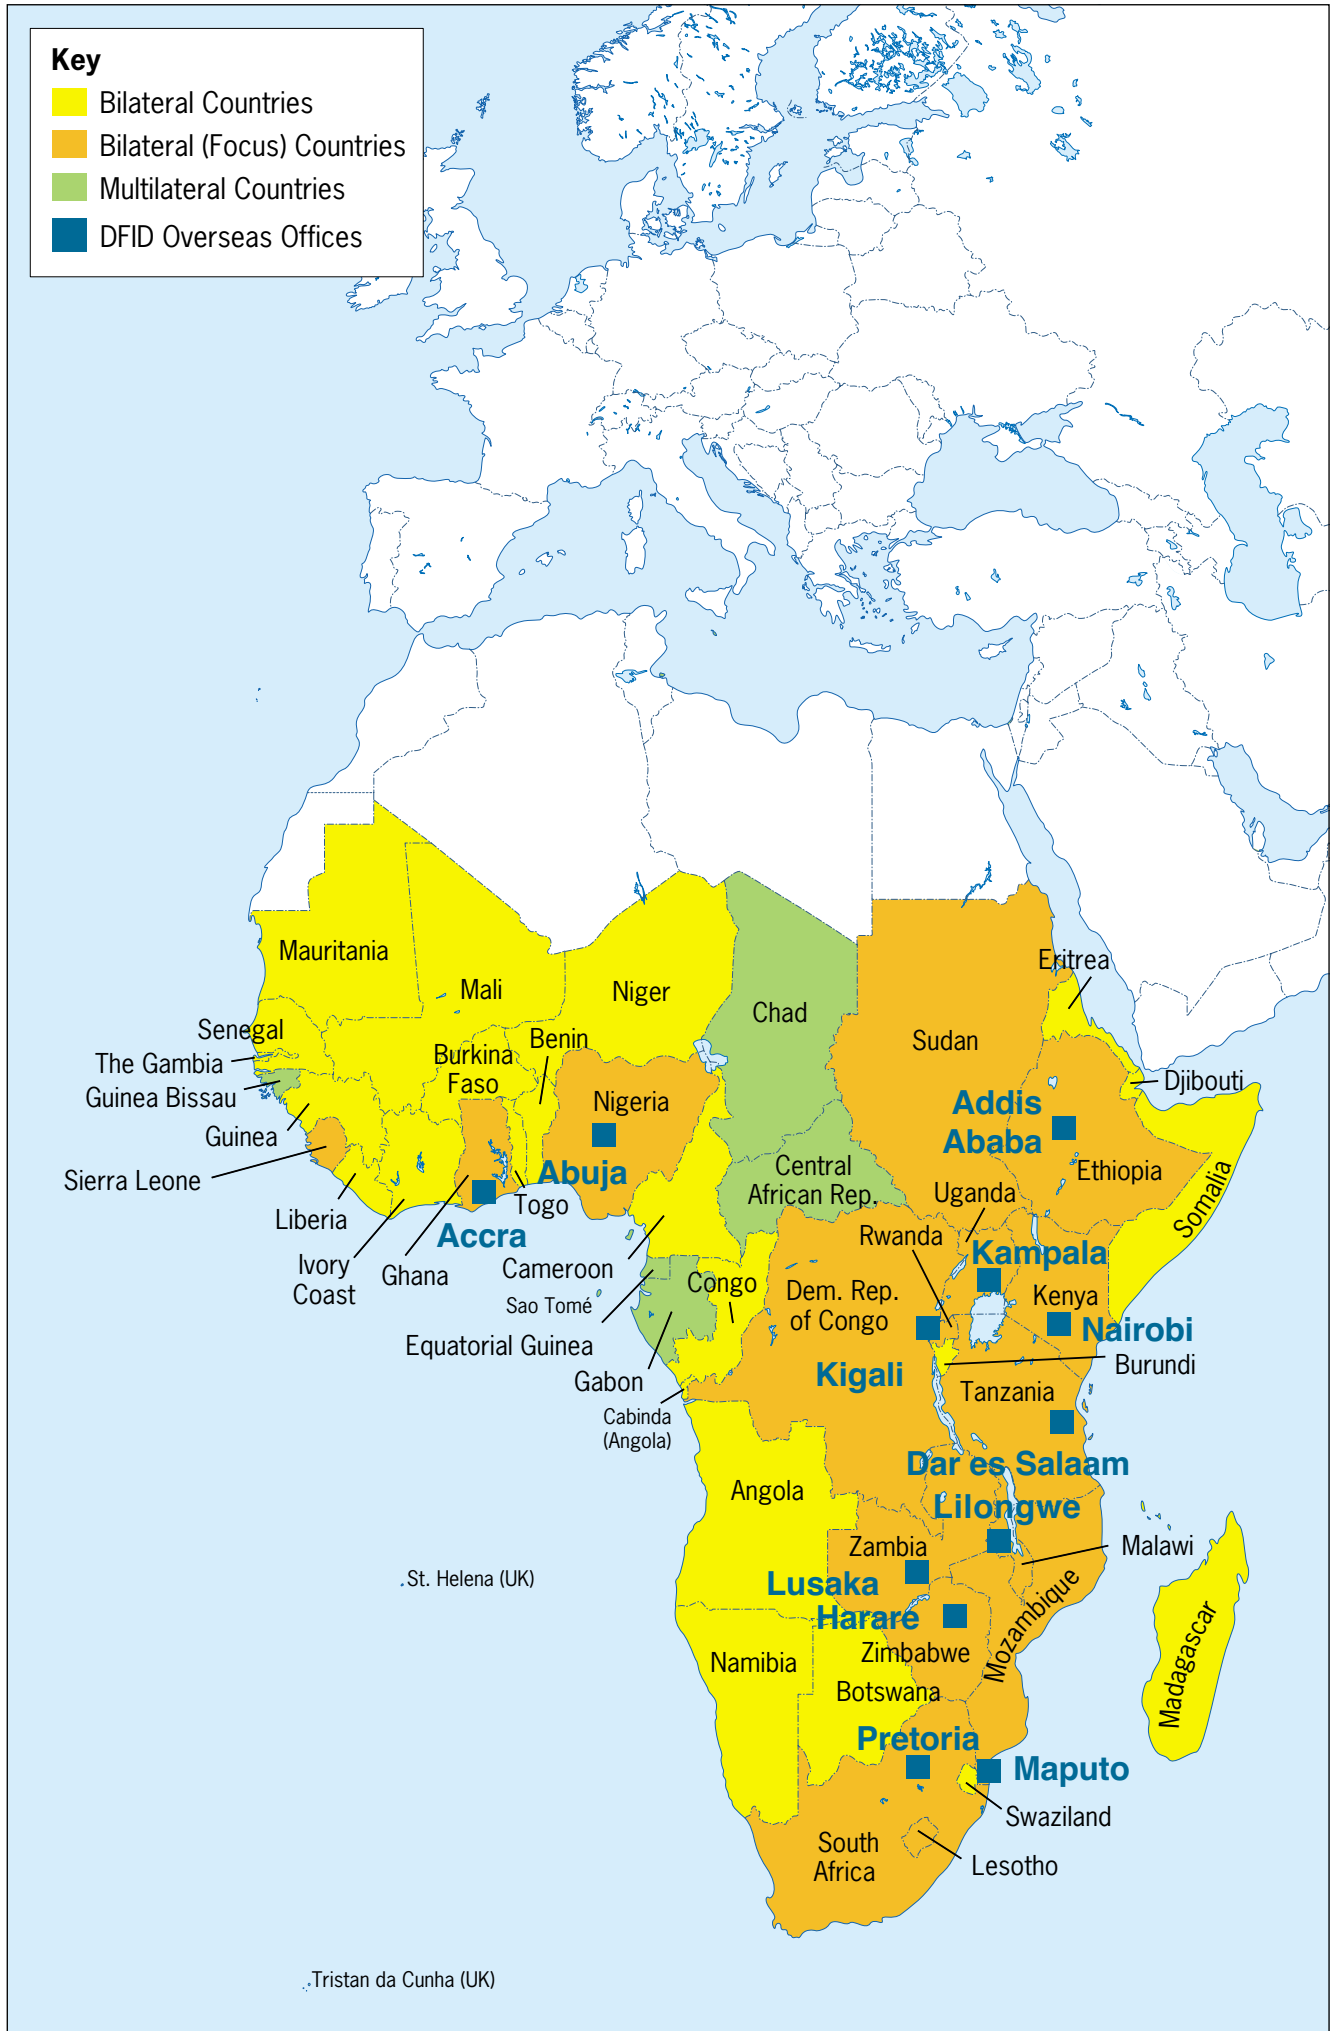 Key
Bilateral Countries
Bilateral (Focus) Countries
Multilateral Countries
DFID Overseas Offices
Mauritania
Mali
Niger
Chad
Sudan
Eritrea
Senegal
The Gambia
Guinea Bissau
Guinea
Sierra Leone
Liberia
Ivory
Coast
Ghana
Burkina
Faso
Benin
Togo
Nigeria
Abuja
Accra
Cameroon
Sao Tomé
Equatorial Guinea
Gabon
Cabinda
(Angola)
Congo
Central
African Rep.
Dem. Rep.
of Congo
Djibouti
Addis
Ababa
Ethiopia
Somalia
Uganda
Rwanda
Kampala
Kenya
Nairobi
Burundi
Kigali
Tanzania
Dar es Salaam
Lilongwe
Angola
Zambia
Malawi
Lusaka
Harare
Zimbabwe
Mozambique
Madagascar
Namibia
Botswana
Pretoria
Maputo
Swaziland
South
Africa
Lesotho
St. Helena (UK)
Tristan da Cunha (UK)